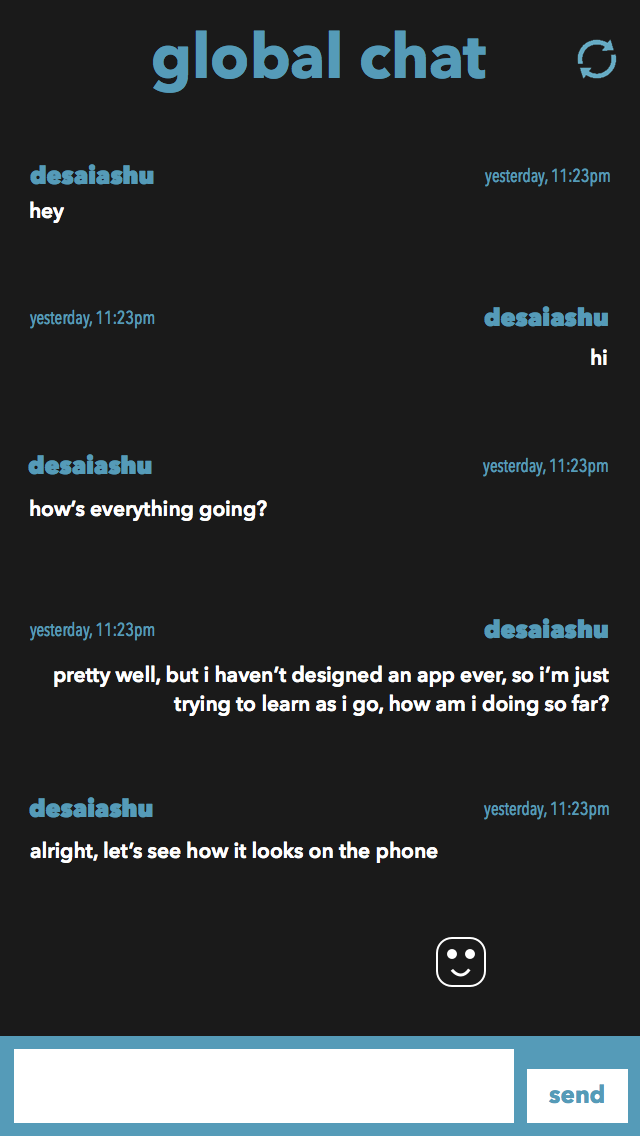 global chat
desaiashu yesterday, 11:23pm
hey
yesterday, 11:23pm desaiashu
hi
desaiashu yesterday, 11:23pm
how’s everything going?
yesterday, 11:23pm desaiashu
pretty well, but i haven’t designed an app ever, so i’m just
trying to learn as i go, how am i doing so far?
desaiashu yesterday, 11:23pm
alright, let’s see how it looks on the phone
send